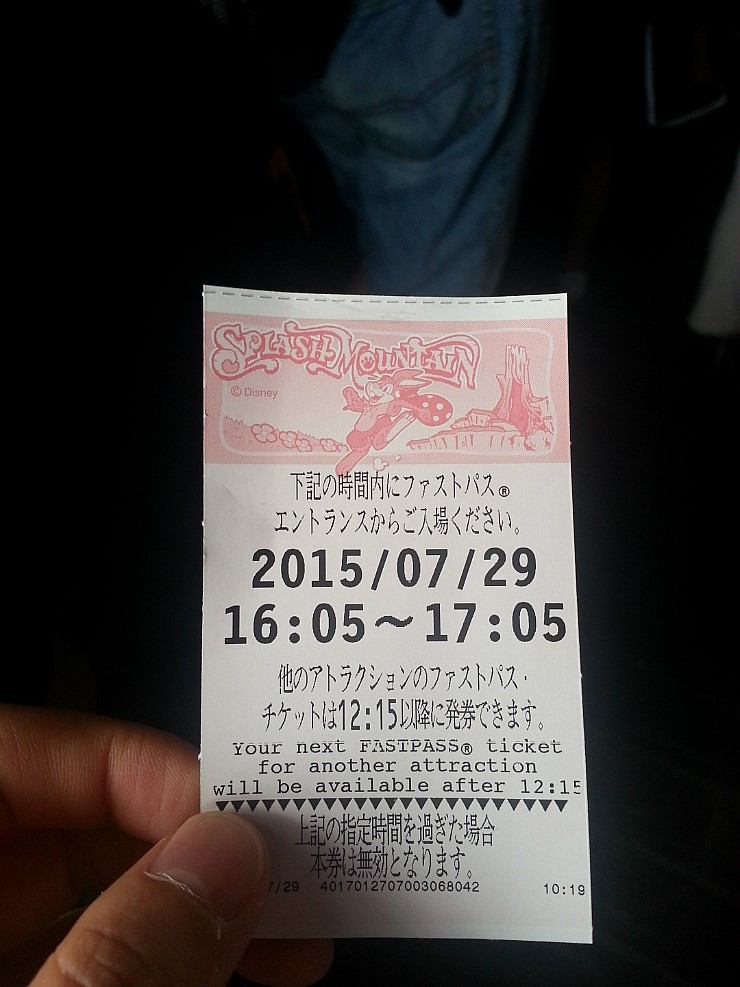 SPLASH MOUNTAIN
© Disney
下記の時間内にファストパス®
エントランスからご入場ください。
2015/07/29
16:05〜17:05
他のアトラクションのファストパス・
チケットは12:15以降に発券できます。
Your next FASTPASS® ticket
for another attraction
will be available after 12:15
上記の指定時間を過ぎた場合
本券は無効となります。
7/29 4017012707003068042 10:19